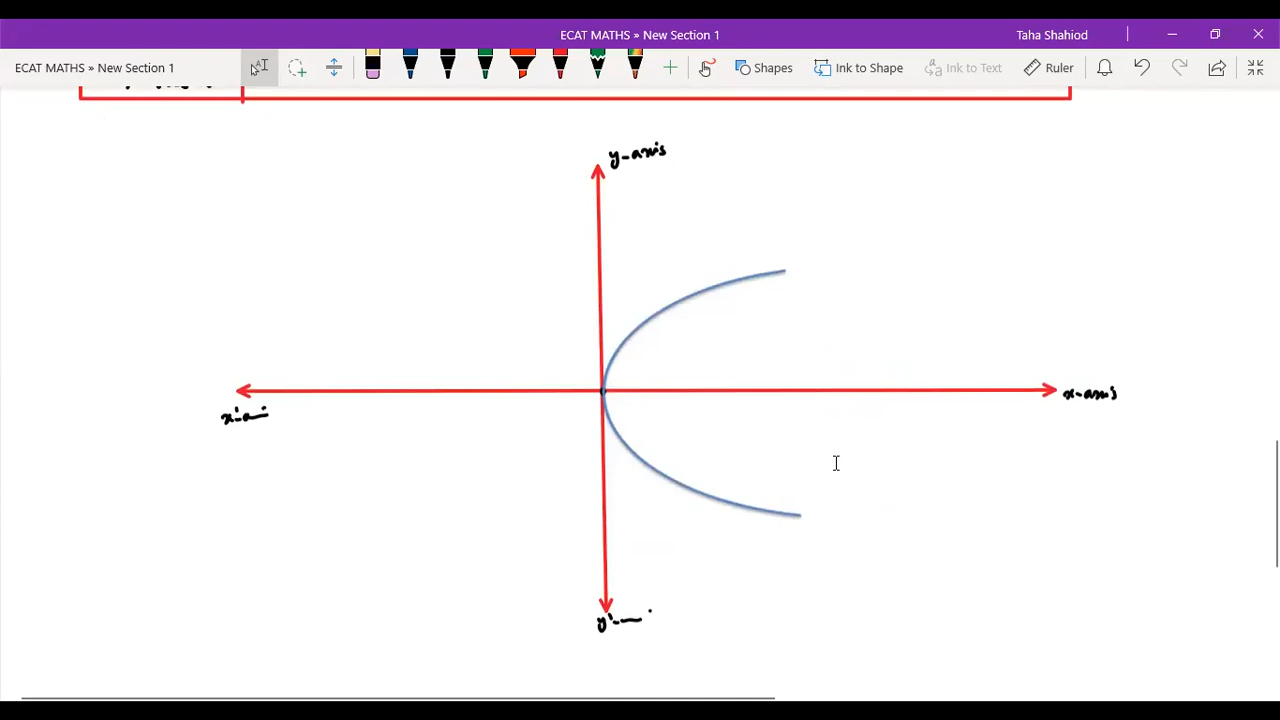 ECAT MATHS » New Section 1
Taha Shahiod
ECAT MATHS » New Section 1
Shapes
Ink to Shape
Ink to Text
Ruler
y-axis
x-axis